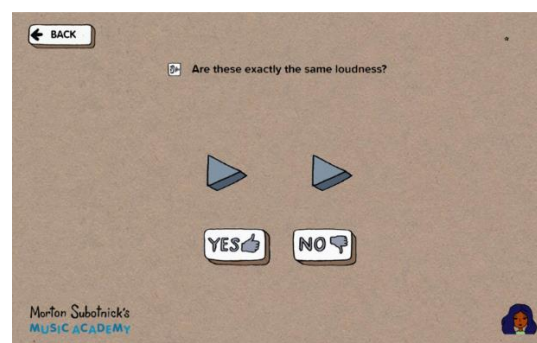 BACK
Are these exactly the same loudness?
YES NO
Morton Subotnick's
MUSIC ACADEMY